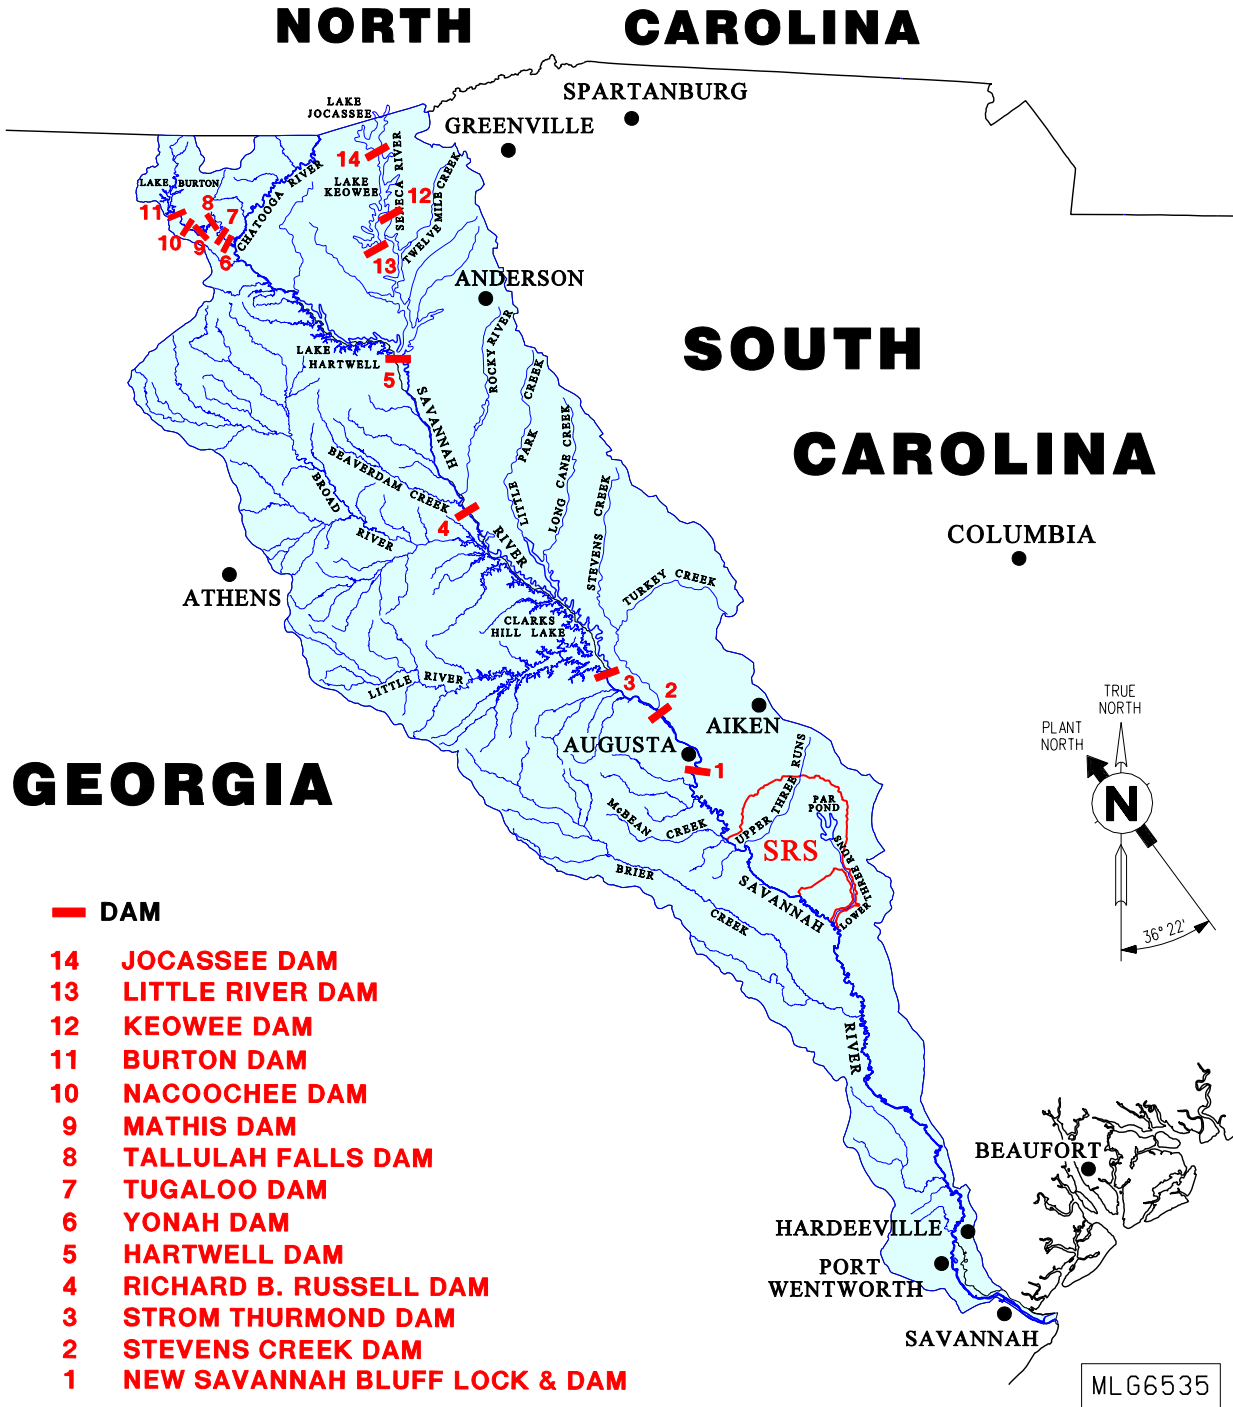 NORTH CAROLINA
SPARTANBURG
LAKE
JOCASSEE
GREENVILLE
14
SENECA RIVER
TWELVE MILE CREEK
LAKE
KEOWEE
12
13
LAKE BURTON
CHATOOGA RIVER
11
8
7
10
9
6
ANDERSON
SOUTH
CAROLINA
LAKE
HARTWELL
5
ROCKY RIVER
LITTLE PARK CREEK
LONG CANE CREEK
STEVENS CREEK
SAVANNAH
RIVER
BEAVERDAM CREEK
BROAD
RIVER
4
COLUMBIA
ATHENS
TURKEY CREEK
CLARKS
HILL LAKE
LITTLE RIVER
3
2
AIKEN
AUGUSTA
1
TRUE
NORTH
PLANT
NORTH
N
36° 22'
GEORGIA
UPPER THREE RUNS
PAR
POND
McBEAN CREEK
SRS
LOWER THREE RUNS
BRIER
CREEK
SAVANNAH
RIVER
DAM
14 JOCASSEE DAM
13 LITTLE RIVER DAM
12 KEOWEE DAM
11 BURTON DAM
10 NACOOCHEE DAM
9 MATHIS DAM
8 TALLULAH FALLS DAM
7 TUGALOO DAM
6 YONAH DAM
5 HARTWELL DAM
4 RICHARD B. RUSSELL DAM
3 STROM THURMOND DAM
2 STEVENS CREEK DAM
1 NEW SAVANNAH BLUFF LOCK & DAM
BEAUFORT
HARDEEVILLE
PORT
WENTWORTH
SAVANNAH
MLG6535